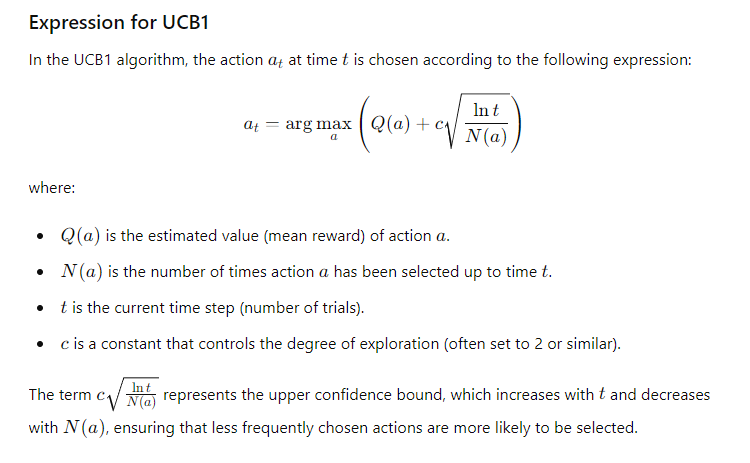 Expression for UCB1
In the UCB1 algorithm, the action $a_t$ at time $t$ is chosen according to the following expression:
$$a_t = \arg\max_a \left( Q(a) + c\sqrt{\frac{\ln t}{N(a)}} \right)$$
where:
• $Q(a)$ is the estimated value (mean reward) of action $a$.
• $N(a)$ is the number of times action $a$ has been selected up to time $t$.
• $t$ is the current time step (number of trials).
• $c$ is a constant that controls the degree of exploration (often set to 2 or similar).
The term $c\sqrt{\frac{\ln t}{N(a)}}$ represents the upper confidence bound, which increases with $t$ and decreases
with $N(a)$, ensuring that less frequently chosen actions are more likely to be selected.